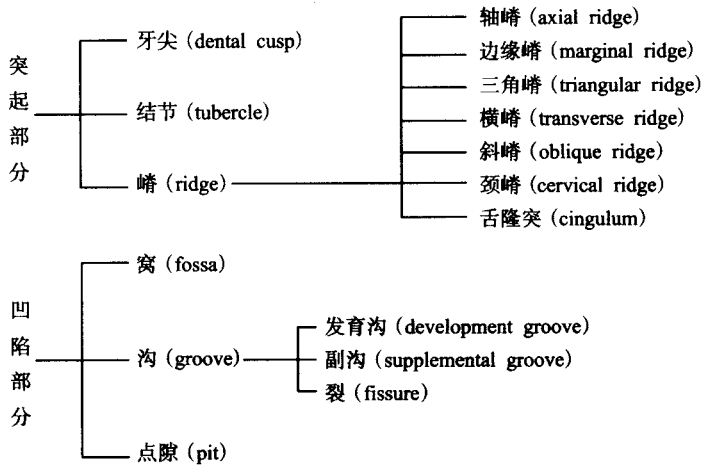 突起部分
牙尖 (dental cusp)
结节 (tubercle)
嵴 (ridge)
轴嵴 (axial ridge)
边缘嵴 (marginal ridge)
三角嵴 (triangular ridge)
横嵴 (transverse ridge)
斜嵴 (oblique ridge)
颈嵴 (cervical ridge)
舌隆突 (cingulum)
凹陷部分
窝 (fossa)
沟 (groove)
发育沟 (development groove)
副沟 (supplemental groove)
裂 (fissure)
点隙 (pit)